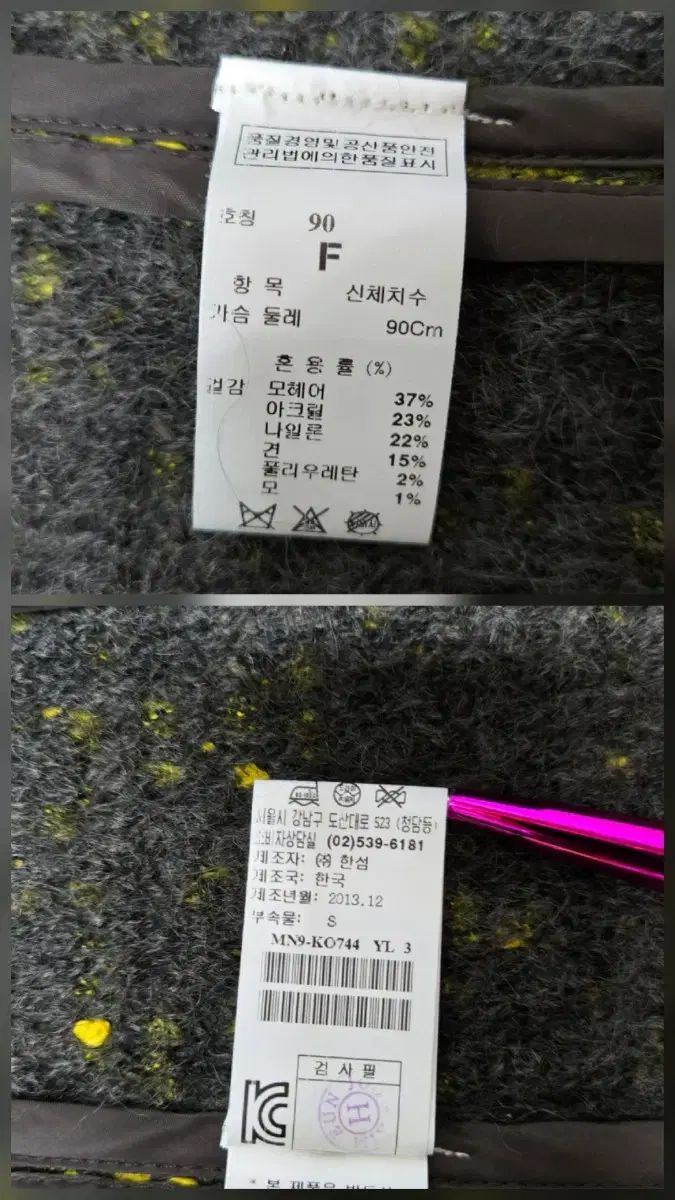 품질경영및공산품안전
관리법에의한품질표시
호칭 90
F
항 목 신체치수
가슴 둘레 90Cm
혼 용 률 (%)
겉감 모헤어 37%
아크릴 23%
나일론 22%
견 15%
폴리우레탄 2%
모 1%
서울시 강남구 도산대로 523 (청담동)
소비자상담실 (02)539-6181
제조자: ㈜ 한섬
제조국: 한국
제조년월: 2013.12
부속물: S
MN9-KO744 YL 3
검 사 필
H
* 본 제품은